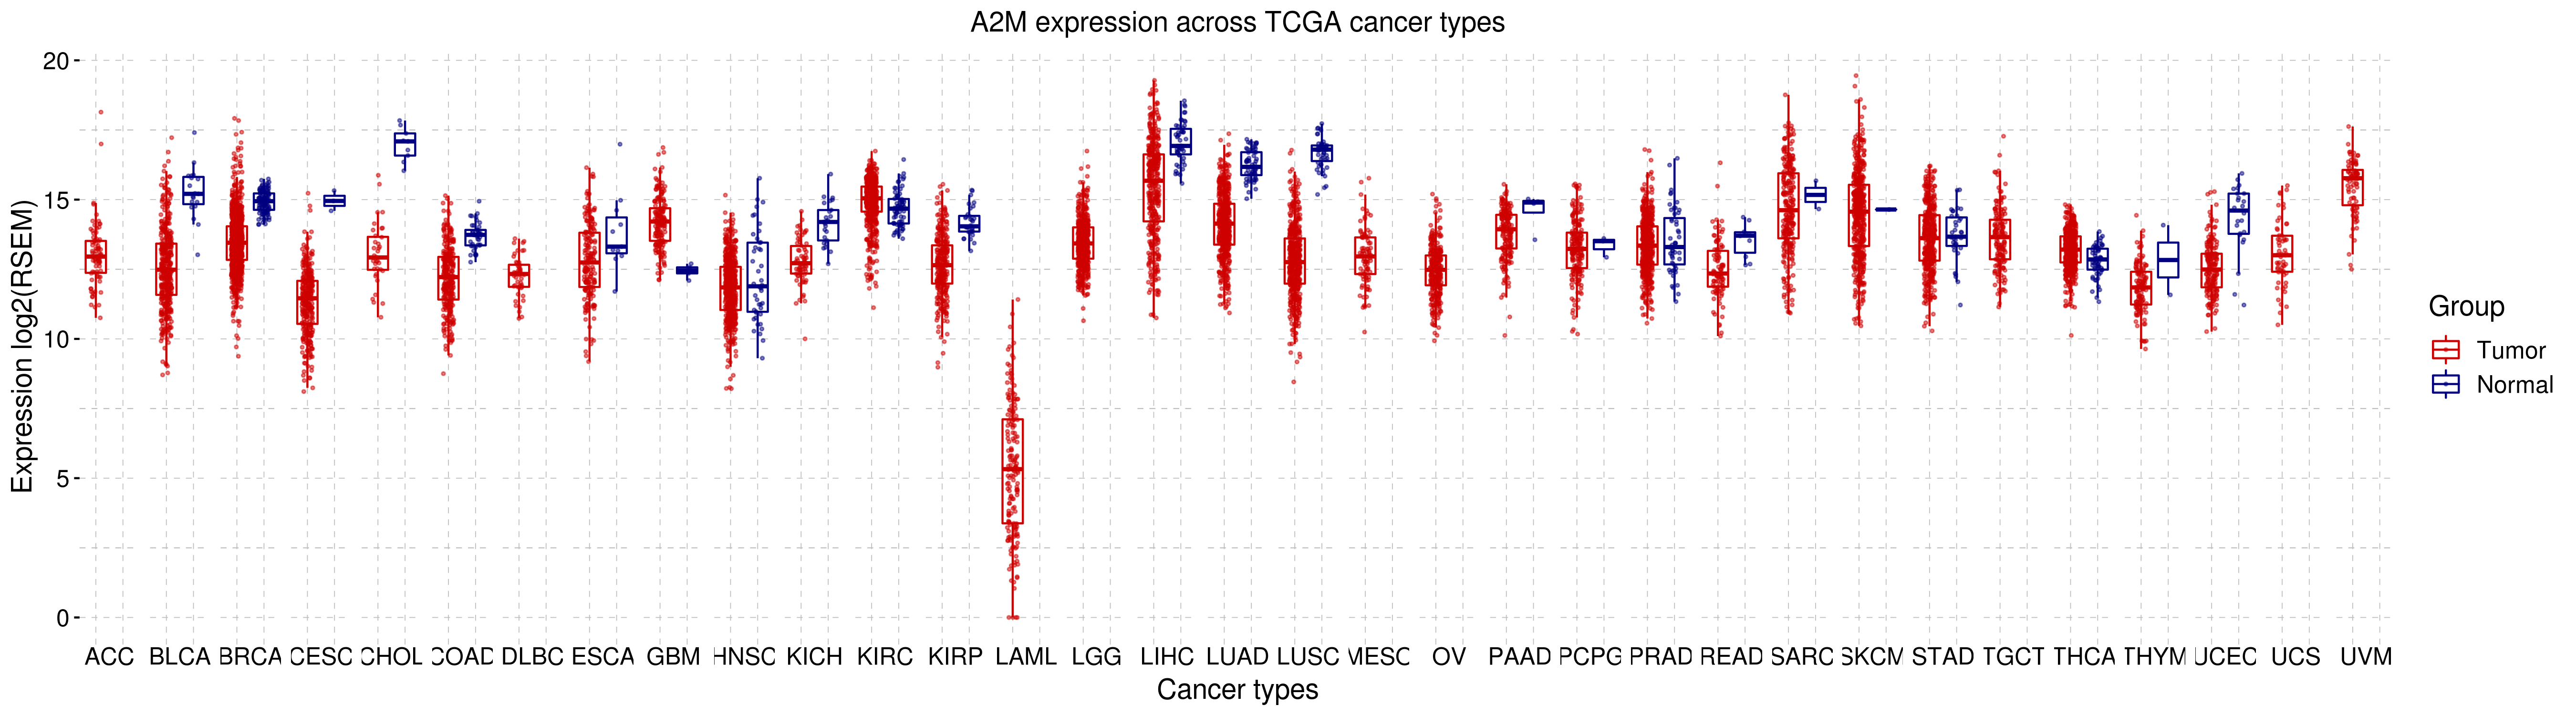 A2M expression across TCGA cancer types
Expression log2(RSEM)
20
15
10
5
0
ACC BLCA BRCA CESC CHOL COAD DLBC ESCA GBM HNSC KICH KIRC KIRP LAML LGG LIHC LUAD LUSC MESO OV PAAD PCPG PRAD READ SARC SKCM STAD TGCT THCA THYM UCEC UCS UVM
Cancer types
Group
Tumor
Normal